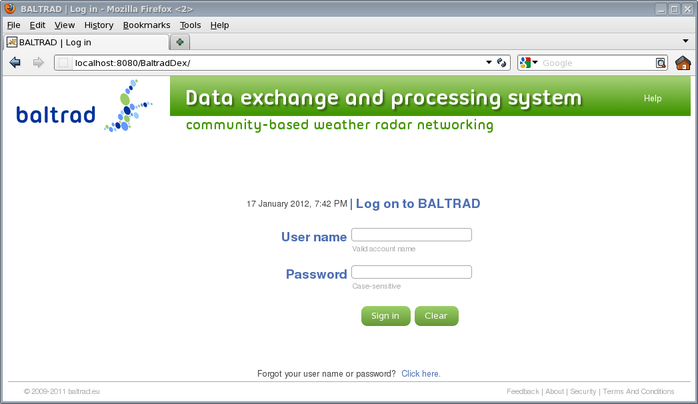 BALTRAD | Log in - Mozilla Firefox <2>
File Edit View History Bookmarks Tools Help
BALTRAD | Log in
localhost:8080/BaltradDex/
Google
baltrad
Data exchange and processing system
Help
community-based weather radar networking
17 January 2012, 7:42 PM | Log on to BALTRAD
User name
Valid account name
Password
Case-sensitive
Sign in Clear
Forgot your user name or password? Click here.
© 2009-2011 baltrad.eu Feedback | About | Security | Terms And Conditions